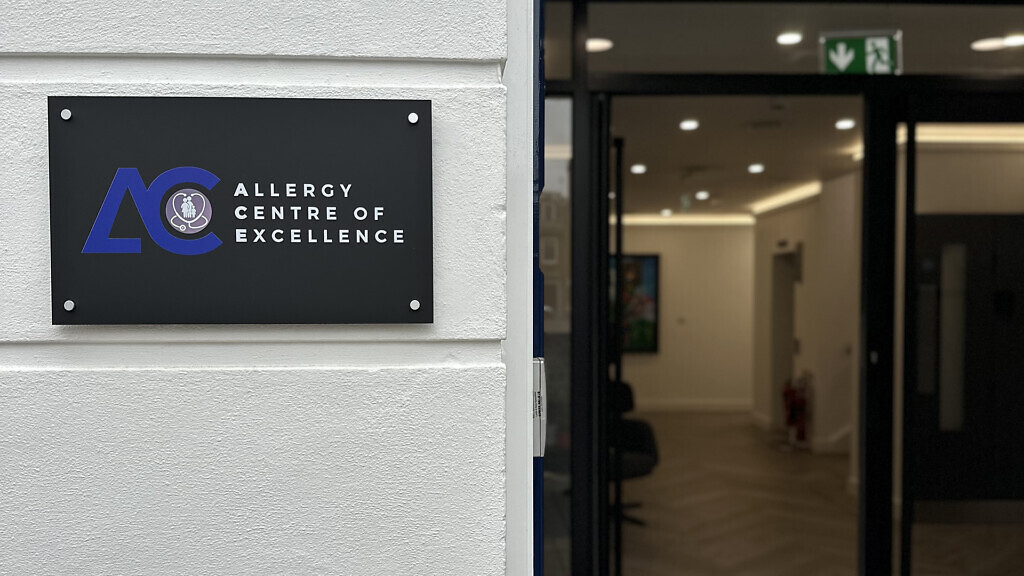 AC
ALLERGY
CENTRE OF
EXCELLENCE